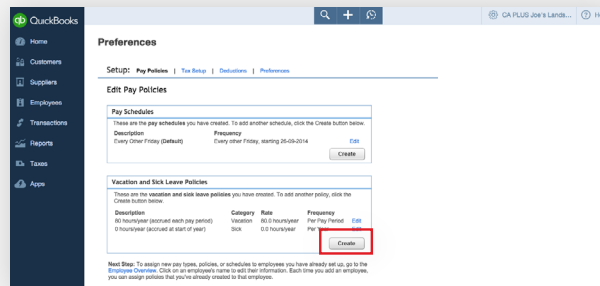 qb QuickBooks
CA PLUS Joe's Lands...
Home
Customers
Suppliers
Employees
Transactions
Reports
Taxes
Apps
Preferences
Setup: Pay Policies | Tax Setup | Deductions | Preferences
Edit Pay Policies
Pay Schedules
These are the pay schedules you have created. To add another schedule, click the Create button below.
Description Frequency
Every Other Friday (Default) Every other Friday, starting 26-09-2014 Edit
Create
Vacation and Sick Leave Policies
These are the vacation and sick leave policies you have created. To add another policy, click the
Create button below.
Description Category Rate Frequency
80 hours/year (accrued each pay period) Vacation 80.0 hours/year Per Pay Period Edit
0 hours/year (accrued at start of year) Sick 0.0 hours/year Per Year Edit
Create
Next Step: To assign new pay types, policies, or schedules to employees you have already set up, go to the
Employee Overview. Click on an employee's name to edit their information. Each time you add an employee,
you can assign policies that you've already created to that employee.